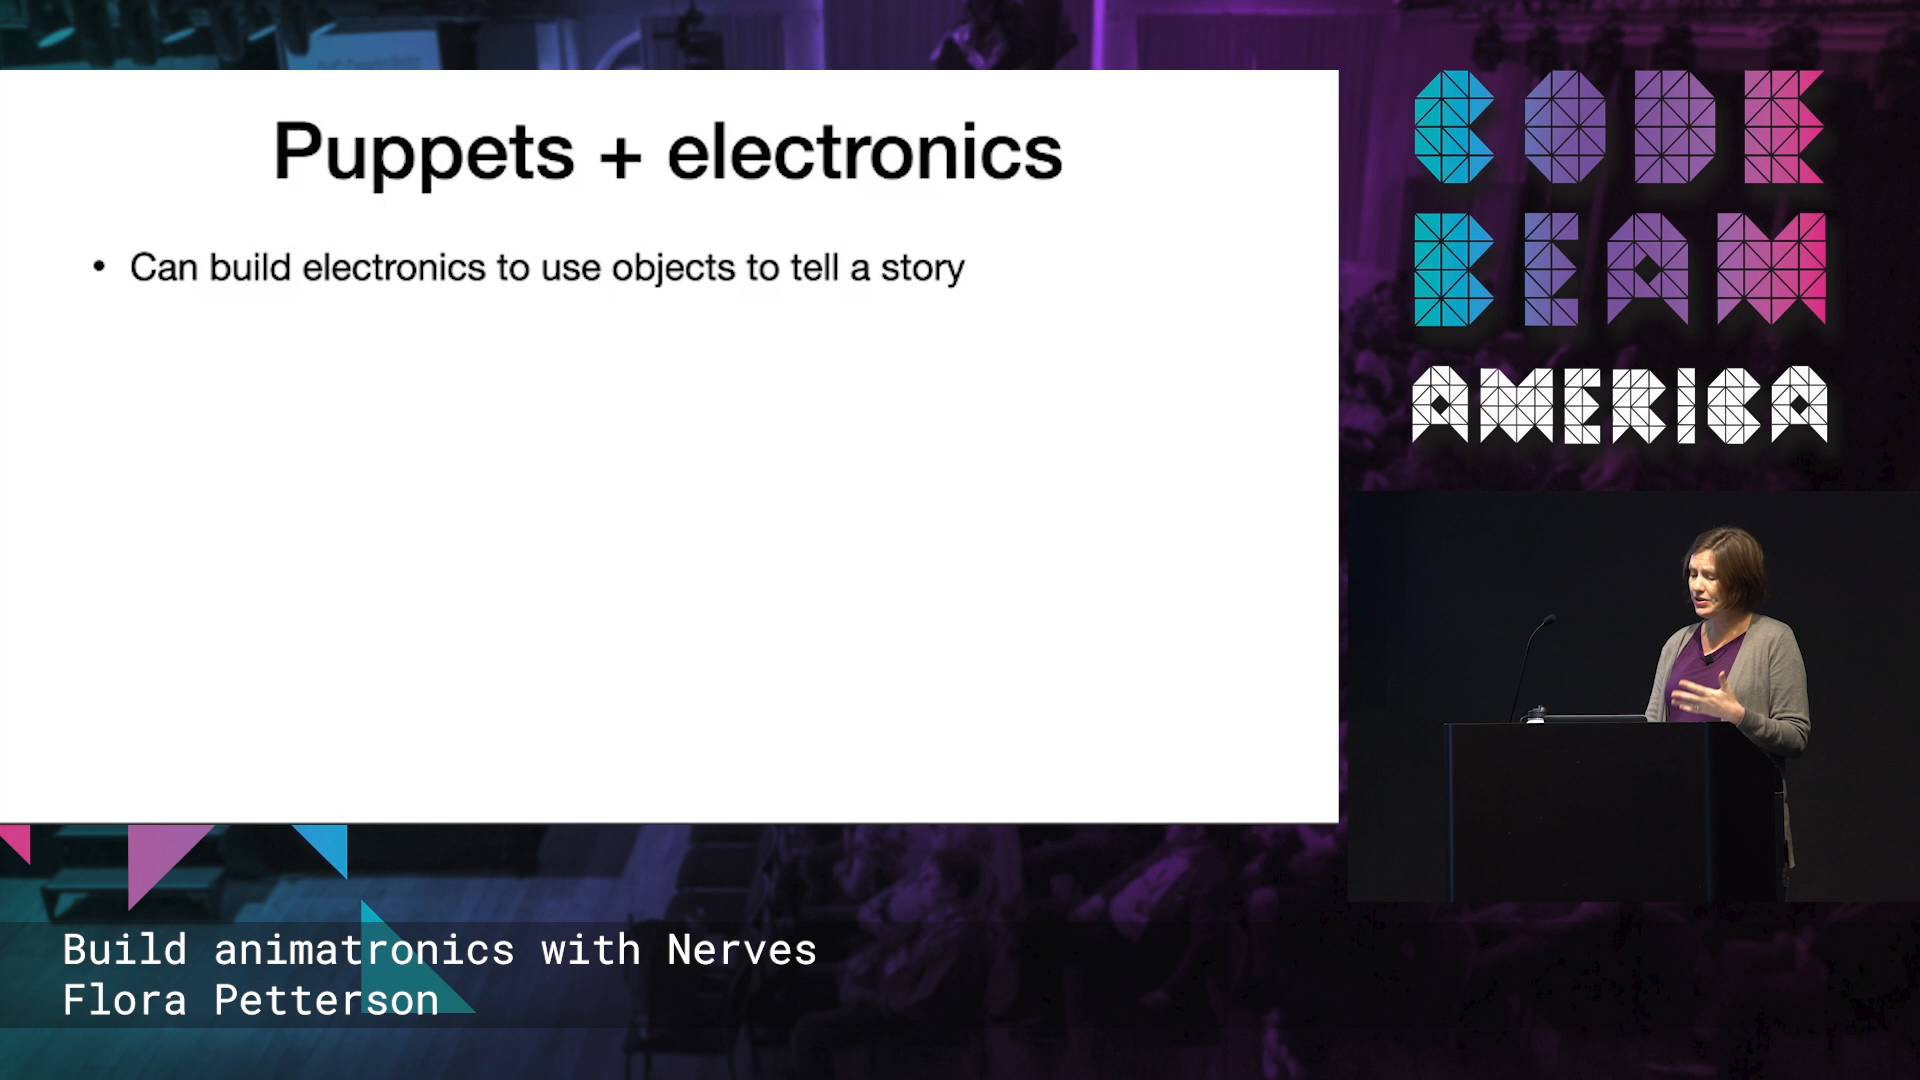 Puppets + electronics
• Can build electronics to use objects to tell a story
CODE
BEAM
AMERICA
Build animatronics with Nerves
Flora Petterson